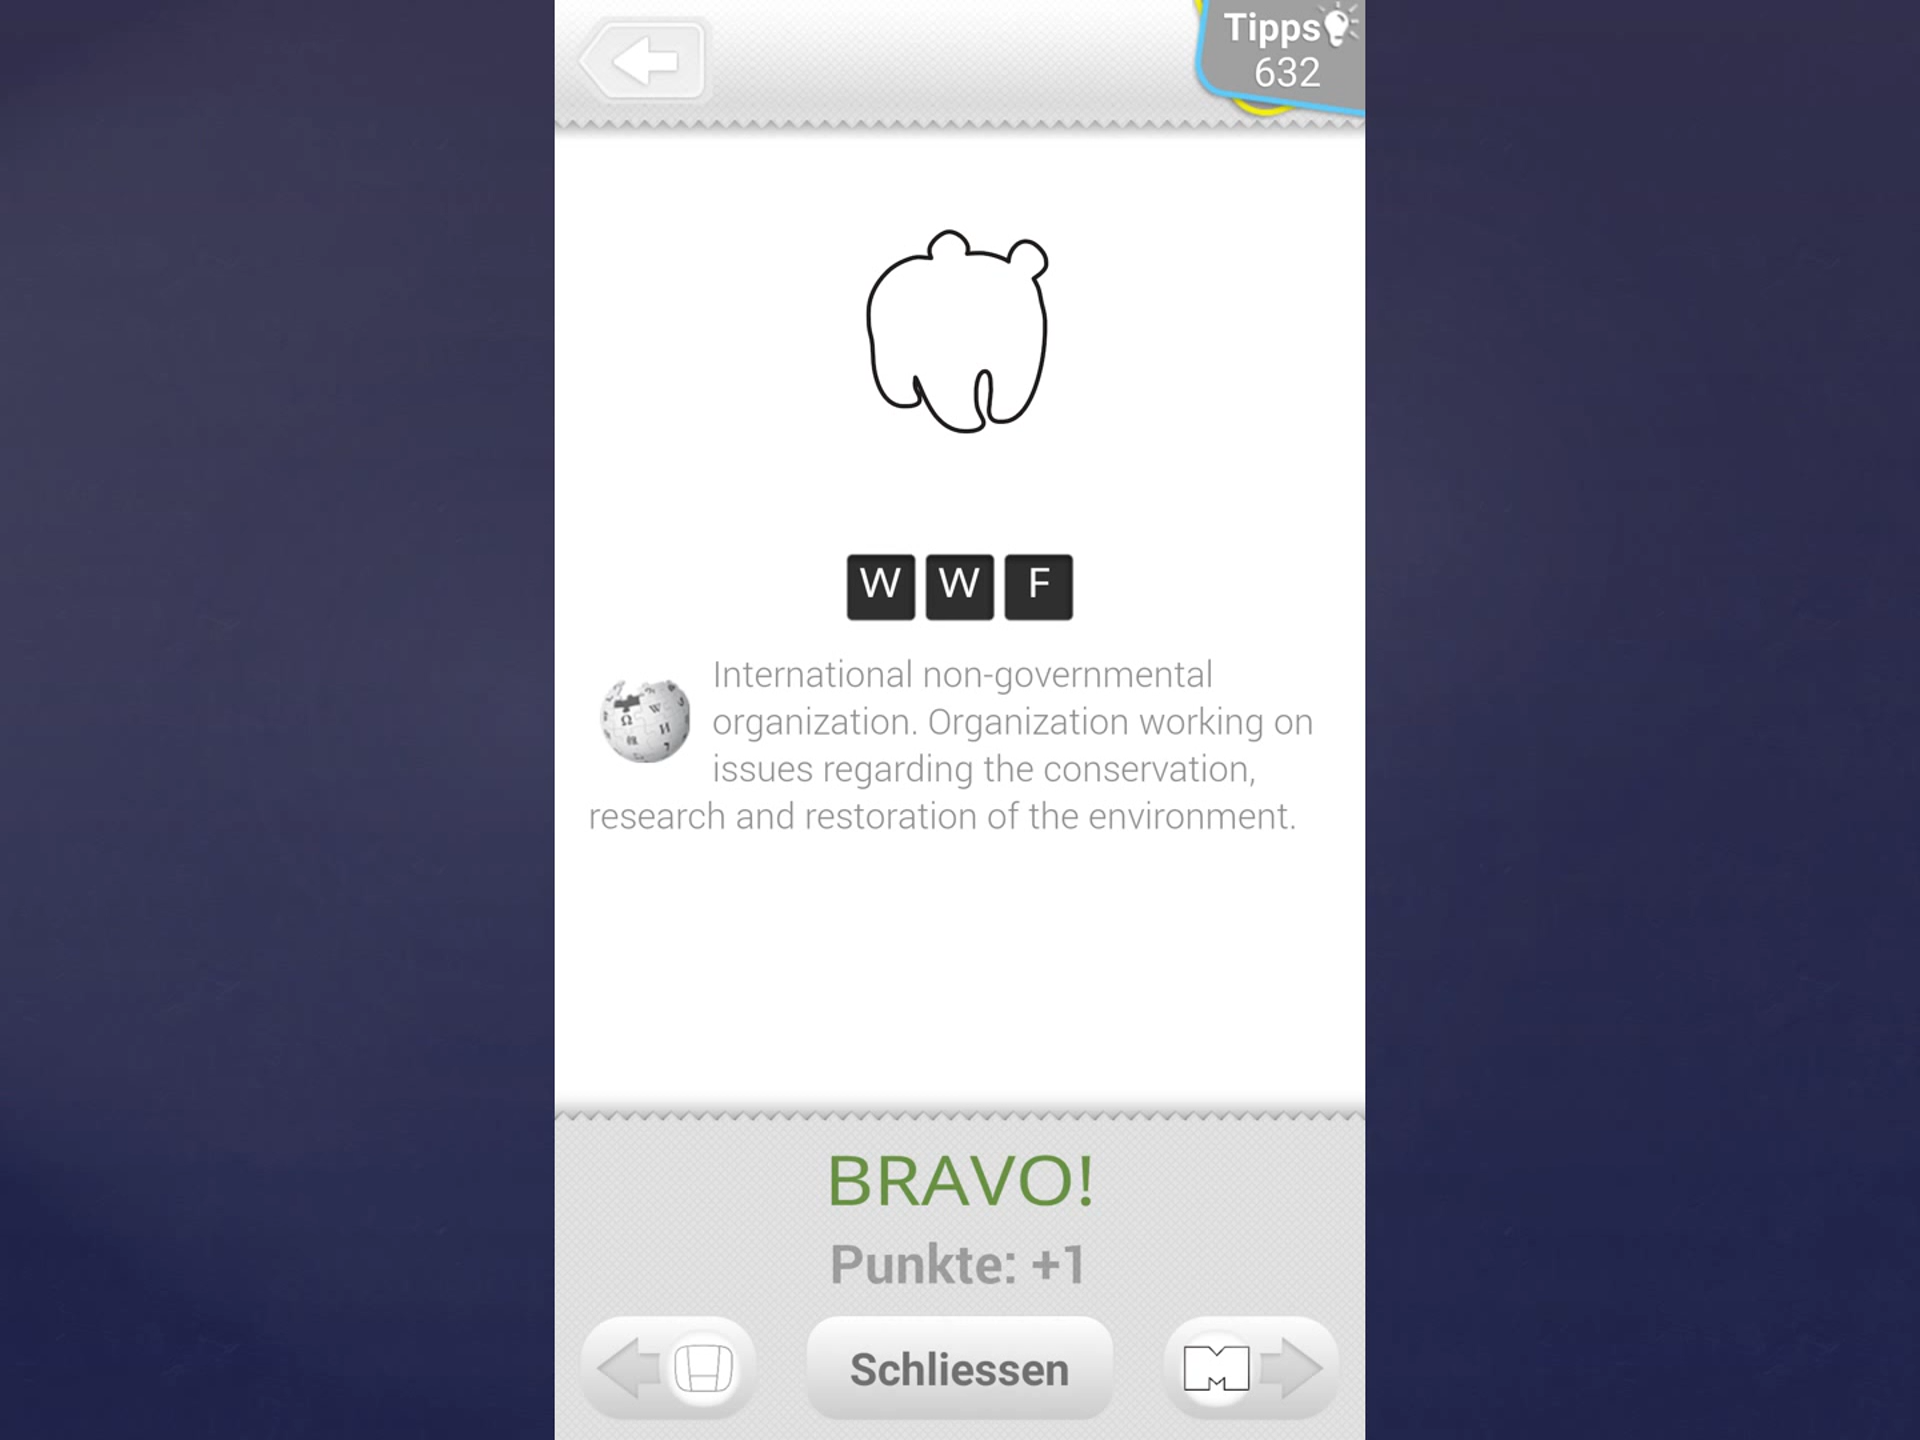 Tipps
632
W W F
International non-governmental
organization. Organization working on
issues regarding the conservation,
research and restoration of the environment.
BRAVO!
Punkte: +1
Schliessen